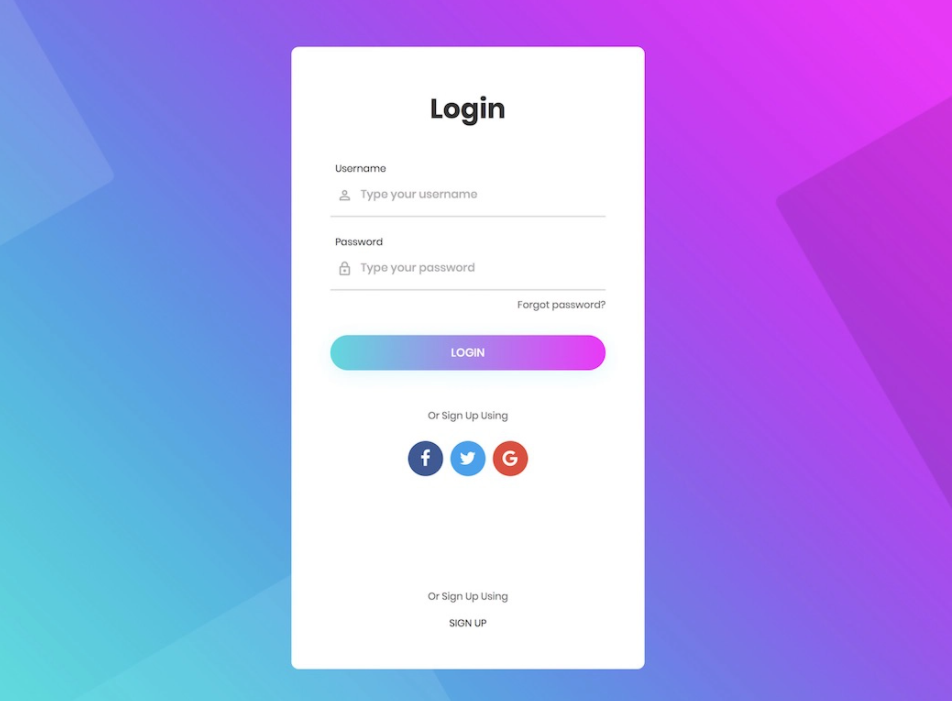 Login
Username
Type your username
Password
Type your password
Forgot password?
LOGIN
Or Sign Up Using
f
G
Or Sign Up Using
SIGN UP